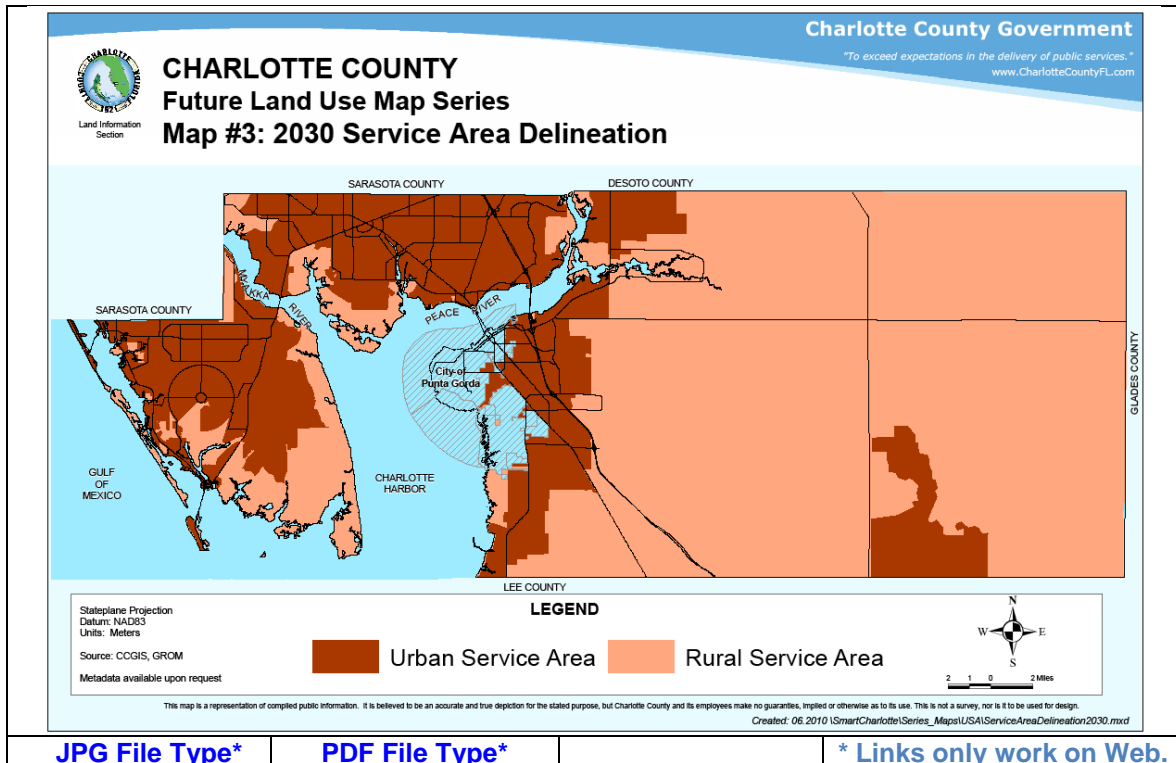 Charlotte County Government
"To exceed expectations in the delivery of public services."
www.CharlotteCountyFL.com
CHARLOTTE COUNTY FLORIDA 1921
Land Information
Section
CHARLOTTE COUNTY
Future Land Use Map Series
Map #3: 2030 Service Area Delineation
SARASOTA COUNTY
DESOTO COUNTY
MYAKKA
RIVER
PEACE RIVER
SARASOTA COUNTY
GLADES COUNTY
City of
Punta Gorda
GULF
OF
MEXICO
CHARLOTTE
HARBOR
LEE COUNTY
Stateplane Projection
Datum: NAD83
Units: Meters
Source: CCGIS, GROM
Metadata available upon request
LEGEND
Urban Service Area
Rural Service Area
N
W E
S
2 1 0 2 Miles
This map is a representation of compiled public information. It is believed to be an accurate and true depiction for the stated purpose, but Charlotte County and its employees make no guaranties, implied or otherwise as to its use. This is not a survey, nor is it to be used for design.
Created: 06.2010 \SmartCharlotte\Series_Maps\USA\ServiceAreaDelineation2030.mxd
JPG File Type*
PDF File Type*
* Links only work on Web.